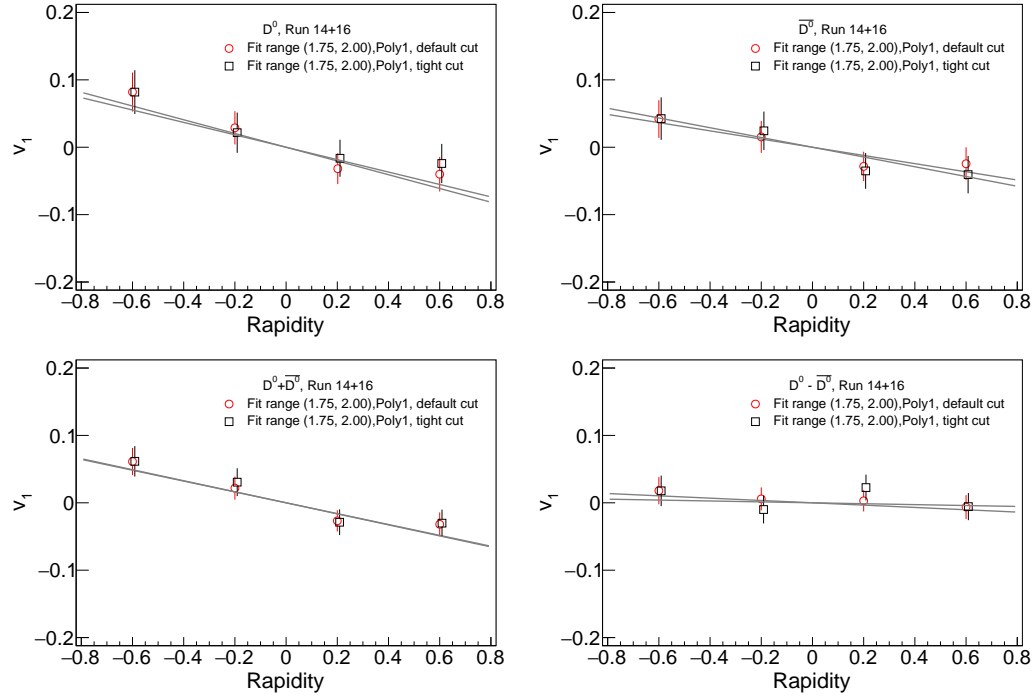 D⁰, Run 14+16
Fit range (1.75, 2.00),Poly1, default cut
Fit range (1.75, 2.00),Poly1, tight cut
0.1
0
−0.1
−0.2
v₁
−0.8 −0.6 −0.4 −0.2 0 0.2 0.4 0.6 0.8
Rapidity
D̅⁰, Run 14+16
Fit range (1.75, 2.00),Poly1, default cut
Fit range (1.75, 2.00),Poly1, tight cut
0.1
0
−0.1
−0.2
v₁
−0.8 −0.6 −0.4 −0.2 0 0.2 0.4 0.6 0.8
Rapidity
0.2
D⁰+D̅⁰, Run 14+16
Fit range (1.75, 2.00),Poly1, default cut
Fit range (1.75, 2.00),Poly1, tight cut
0.1
0
−0.1
−0.2
v₁
−0.8 −0.6 −0.4 −0.2 0 0.2 0.4 0.6 0.8
Rapidity
0.2
D⁰ - D̅⁰, Run 14+16
Fit range (1.75, 2.00),Poly1, default cut
Fit range (1.75, 2.00),Poly1, tight cut
0.1
0
−0.1
−0.2
v₁
−0.8 −0.6 −0.4 −0.2 0 0.2 0.4 0.6 0.8
Rapidity